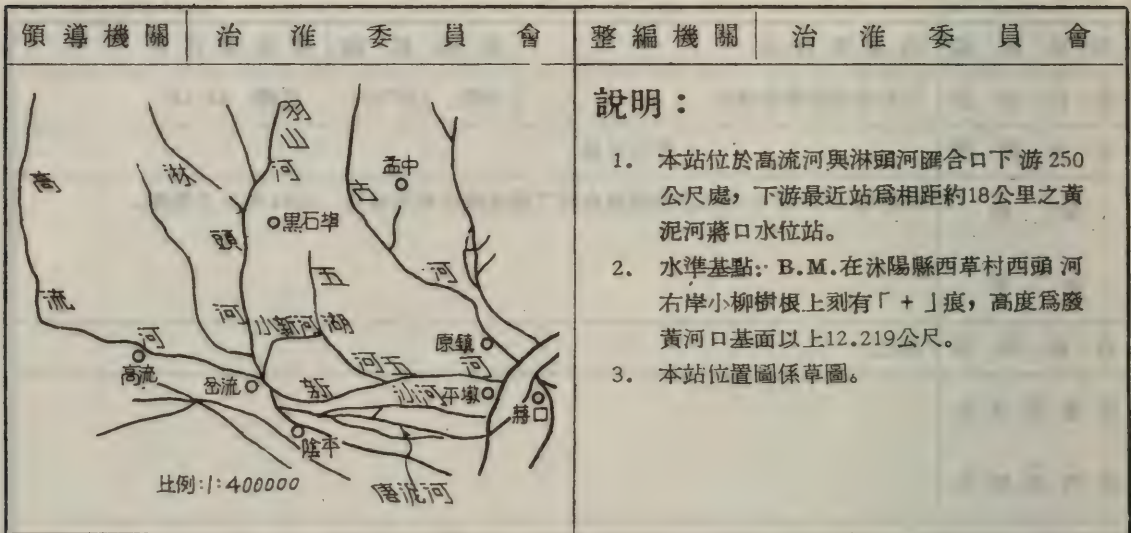 領導機關 治淮委員會 整編機關 治淮委員會
說明：
1. 本站位於高流河與淋頭河匯合口下游250
公尺處，下游最近站爲相距約18公里之黃
泥河蔣口水位站。
2. 水準基點：B.M.在沭陽縣西草村西頭河
右岸小柳樹根上刻有「+」痕，高度爲廢
黃河口基面以上12.219公尺。
3. 本站位置圖係草圖。
高流河
淋頭河
羽山河
黑石埠
孟中
古河
五湖河
小新河
原鎮
高流
嵒流
新
沙河
五河
平墩
蔣口
陰平
比例:1:400000